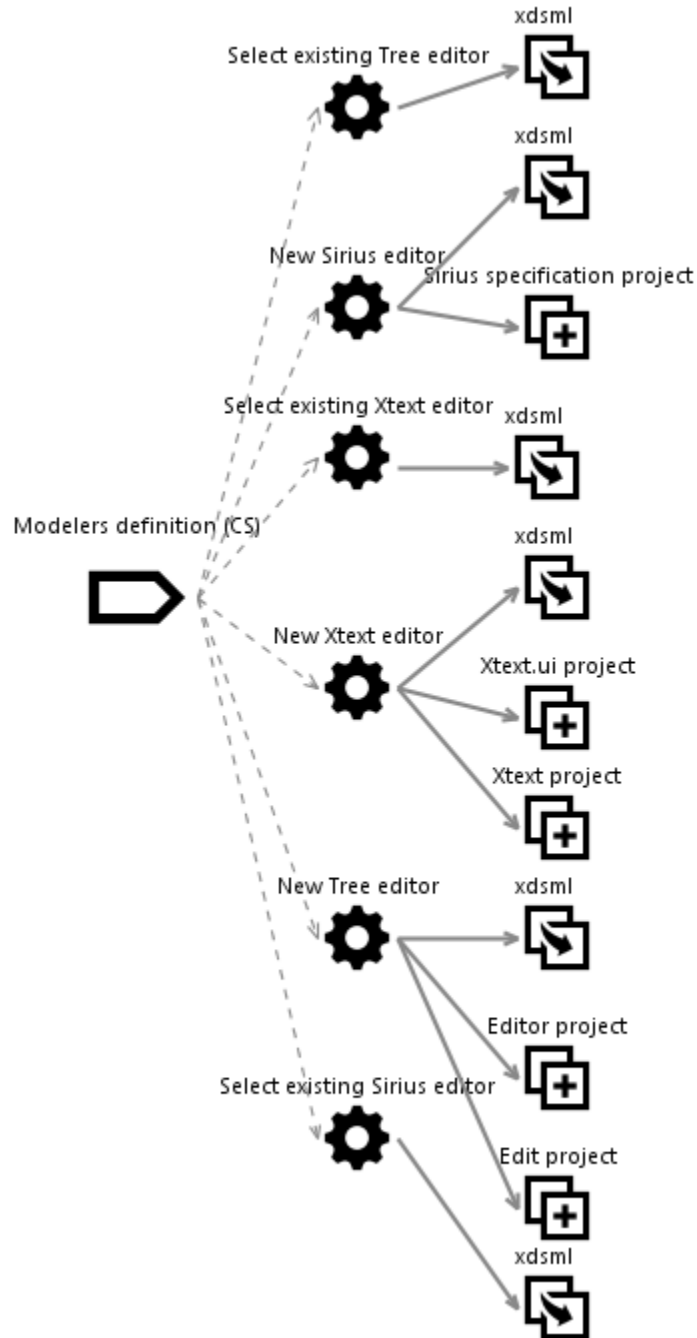 xdsml
Select existing Tree editor
xdsml
New Sirius editor
Sirius specification project
Select existing Xtext editor
xdsml
Modelers definition (CS)
xdsml
New Xtext editor
Xtext.ui project
Xtext project
New Tree editor
xdsml
Editor project
Select existing Sirius editor
Edit project
xdsml